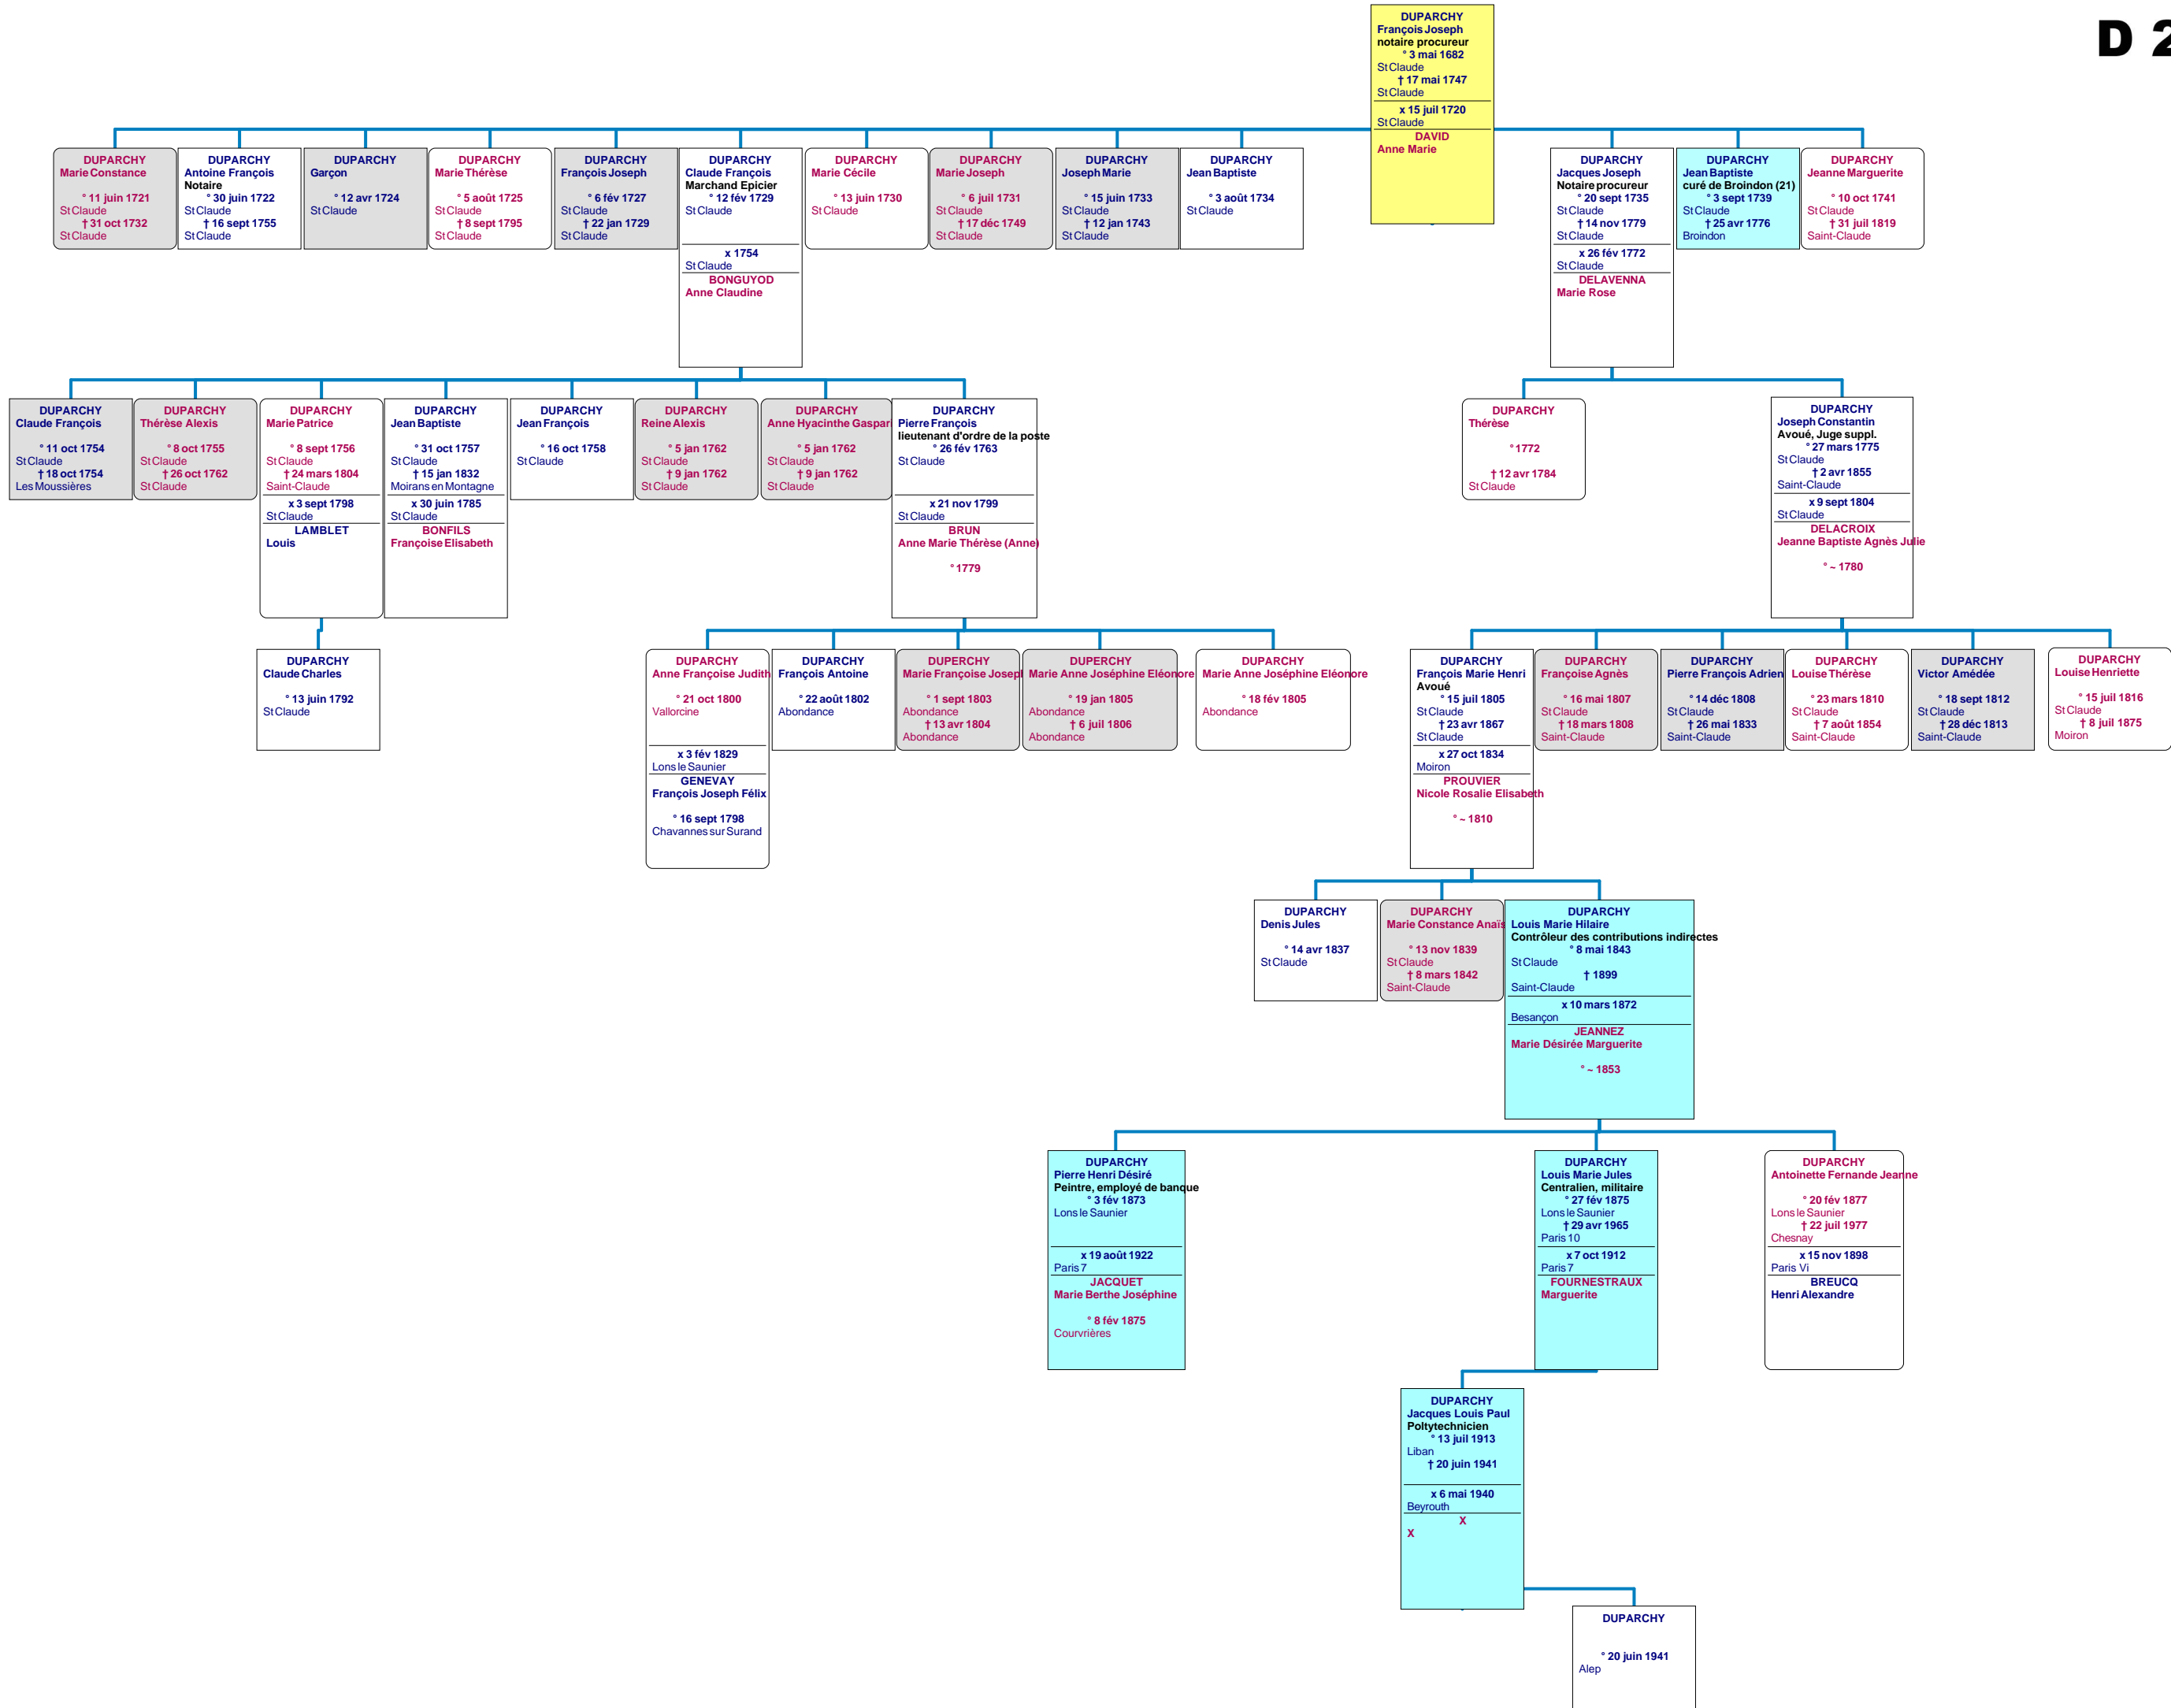 D 2
DUPARCHY
François Joseph
notaire procureur
° 3 mai 1682
St Claude
† 17 mai 1747
St Claude
x 15 juil 1720
St Claude
DAVID
Anne Marie
DUPARCHY
Marie Constance
° 11 juin 1721
St Claude
† 31 oct 1732
St Claude
DUPARCHY
Antoine François
Notaire
° 30 juin 1722
St Claude
† 16 sept 1755
St Claude
DUPARCHY
Garçon
° 12 avr 1724
St Claude
DUPARCHY
Marie Thérèse
° 5 août 1725
St Claude
† 8 sept 1795
St Claude
DUPARCHY
François Joseph
° 6 fév 1727
St Claude
† 22 jan 1729
St Claude
DUPARCHY
Claude François
Marchand Epicier
° 12 fév 1729
St Claude
x 1754
St Claude
BONGUYOD
Anne Claudine
DUPARCHY
Marie Cécile
° 13 juin 1730
St Claude
DUPARCHY
Marie Joseph
° 6 juil 1731
St Claude
† 17 déc 1749
St Claude
DUPARCHY
Joseph Marie
° 15 juin 1733
St Claude
† 12 jan 1743
St Claude
DUPARCHY
Jean Baptiste
° 3 août 1734
St Claude
DUPARCHY
Jacques Joseph
Notaire procureur
° 20 sept 1735
St Claude
† 14 nov 1779
St Claude
x 26 fév 1772
St Claude
DELAVENNA
Marie Rose
DUPARCHY
Jean Baptiste
curé de Broindon (21)
° 3 sept 1739
St Claude
† 25 avr 1776
Broindon
DUPARCHY
Jeanne Marguerite
° 10 oct 1741
St Claude
† 31 juil 1819
Saint-Claude
DUPARCHY
Claude François
° 11 oct 1754
St Claude
† 18 oct 1754
Les Moussières
DUPARCHY
Thérèse Alexis
° 8 oct 1755
St Claude
† 26 oct 1762
St Claude
DUPARCHY
Marie Patrice
° 8 sept 1756
St Claude
† 24 mars 1804
Saint-Claude
x 3 sept 1798
St Claude
LAMBLET
Louis
DUPARCHY
Jean Baptiste
° 31 oct 1757
St Claude
† 15 jan 1832
Moirans en Montagne
x 30 juin 1785
St Claude
BONFILS
Françoise Elisabeth
DUPARCHY
Jean François
° 16 oct 1758
St Claude
DUPARCHY
Reine Alexis
° 5 jan 1762
St Claude
† 9 jan 1762
St Claude
DUPARCHY
Anne Hyacinthe Gaspari
° 5 jan 1762
St Claude
† 9 jan 1762
St Claude
DUPARCHY
Pierre François
lieutenant d'ordre de la poste
° 26 fév 1763
St Claude
x 21 nov 1799
St Claude
BRUN
Anne Marie Thérèse (Anne)
° 1779
DUPARCHY
Thérèse
° 1772
† 12 avr 1784
St Claude
DUPARCHY
Joseph Constantin
Avoué, Juge suppl.
° 27 mars 1775
St Claude
† 2 avr 1855
Saint-Claude
x 9 sept 1804
St Claude
DELACROIX
Jeanne Baptiste Agnès Julie
° ~ 1780
DUPARCHY
Claude Charles
° 13 juin 1792
St Claude
DUPARCHY
Anne Françoise Judith
° 21 oct 1800
Vallorcine
x 3 fév 1829
Lons le Saunier
GENEVAY
François Joseph Félix
° 16 sept 1798
Chavannes sur Surand
DUPARCHY
François Antoine
° 22 août 1802
Abondance
DUPERCHY
Marie Françoise Joseph
° 1 sept 1803
Abondance
† 13 avr 1804
Abondance
DUPERCHY
Marie Anne Joséphine Eléonore
° 19 jan 1805
Abondance
† 6 juil 1806
Abondance
DUPARCHY
Marie Anne Joséphine Eléonore
° 18 fév 1805
Abondance
DUPARCHY
François Marie Henri
Avoué
° 15 juil 1805
St Claude
† 23 avr 1867
St Claude
x 27 oct 1834
Moiron
PROUVIER
Nicole Rosalie Elisabeth
° ~ 1810
DUPARCHY
Françoise Agnès
° 16 mai 1807
St Claude
† 18 mars 1808
Saint-Claude
DUPARCHY
Pierre François Adrien
° 14 déc 1808
St Claude
† 26 mai 1833
Saint-Claude
DUPARCHY
Louise Thérèse
° 23 mars 1810
St Claude
† 7 août 1854
Saint-Claude
DUPARCHY
Victor Amédée
° 18 sept 1812
St Claude
† 28 déc 1813
Saint-Claude
DUPARCHY
Louise Henriette
° 15 juil 1816
St Claude
† 8 juil 1875
Moiron
DUPARCHY
Denis Jules
° 14 avr 1837
St Claude
DUPARCHY
Marie Constance Anaïs
° 13 nov 1839
St Claude
† 8 mars 1842
Saint-Claude
DUPARCHY
Louis Marie Hilaire
Contrôleur des contributions indirectes
° 8 mai 1843
St Claude
† 1899
Saint-Claude
x 10 mars 1872
Besançon
JEANNEZ
Marie Désirée Marguerite
° ~ 1853
DUPARCHY
Pierre Henri Désiré
Peintre, employé de banque
° 3 fév 1873
Lons le Saunier
x 19 août 1922
Paris 7
JACQUET
Marie Berthe Joséphine
° 8 fév 1875
Courvrières
DUPARCHY
Louis Marie Jules
Centralien, militaire
° 27 fév 1875
Lons le Saunier
† 29 avr 1965
Paris 10
x 7 oct 1912
Paris 7
FOURNESTRAUX
Marguerite
DUPARCHY
Antoinette Fernande Jeanne
° 20 fév 1877
Lons le Saunier
† 22 juil 1977
Chesnay
x 15 nov 1898
Paris Vi
BREUCQ
Henri Alexandre
DUPARCHY
Jacques Louis Paul
Poltytechnicien
° 13 juil 1913
Liban
† 20 juin 1941
x 6 mai 1940
Beyrouth
X
X
DUPARCHY
° 20 juin 1941
Alep